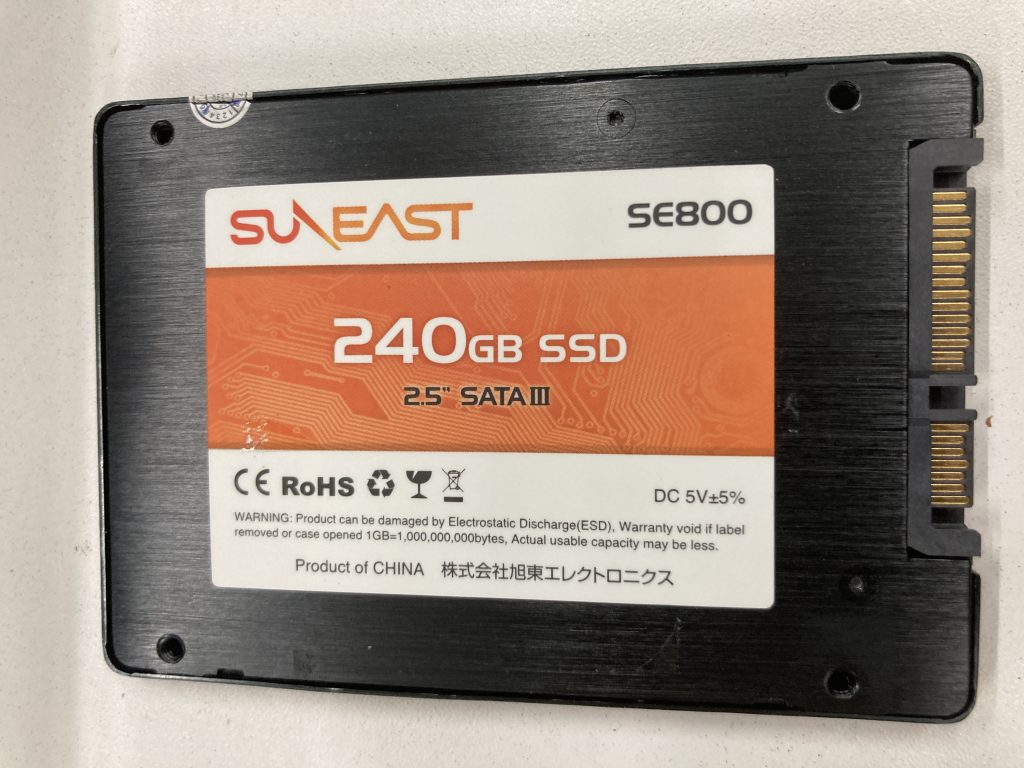 SUNEAST
SE800
240GB SSD
2.5" SATA III
CE RoHS
DC 5V±5%
WARNING: Product can be damaged by Electrostatic Discharge(ESD), Warranty void if label
removed or case opened 1GB=1,000,000,000bytes, Actual usable capacity may be less.
Product of CHINA 株式会社旭東エレクトロニクス